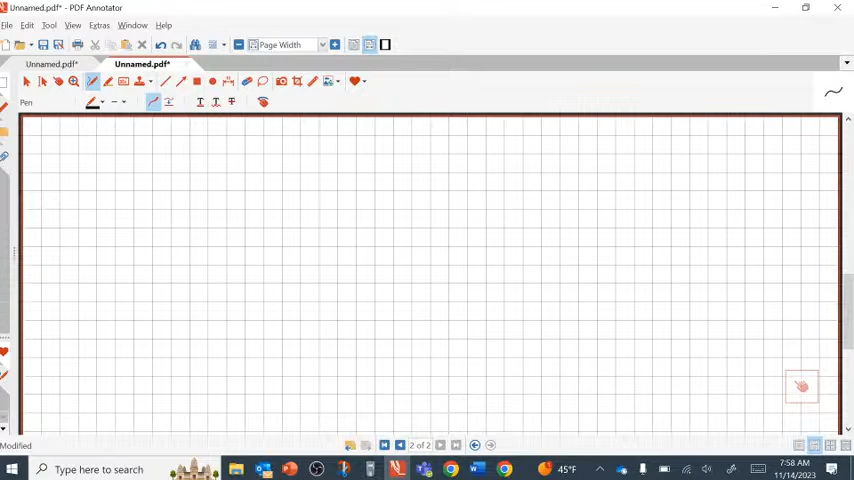 Unnamed.pdf* - PDF Annotator
File Edit Tool View Extras Window Help
Page Width
Unnamed.pdf* Unnamed.pdf*
Pen
2 of 2
Modified
Type here to search
45°F
7:58 AM
11/14/2023